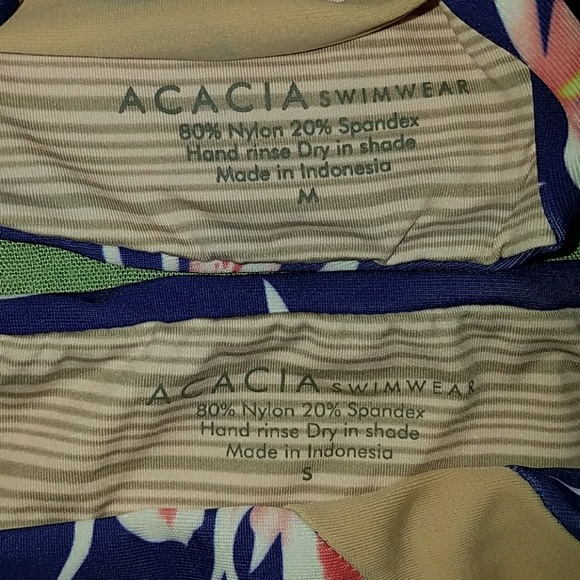 ACACIA SWIMWEAR
80% Nylon 20% Spandex
Hand rinse Dry in shade
Made in Indonesia
M
ACACIA SWIMWEAR
80% Nylon 20% Spandex
Hand rinse Dry in shade
Made in Indonesia
S